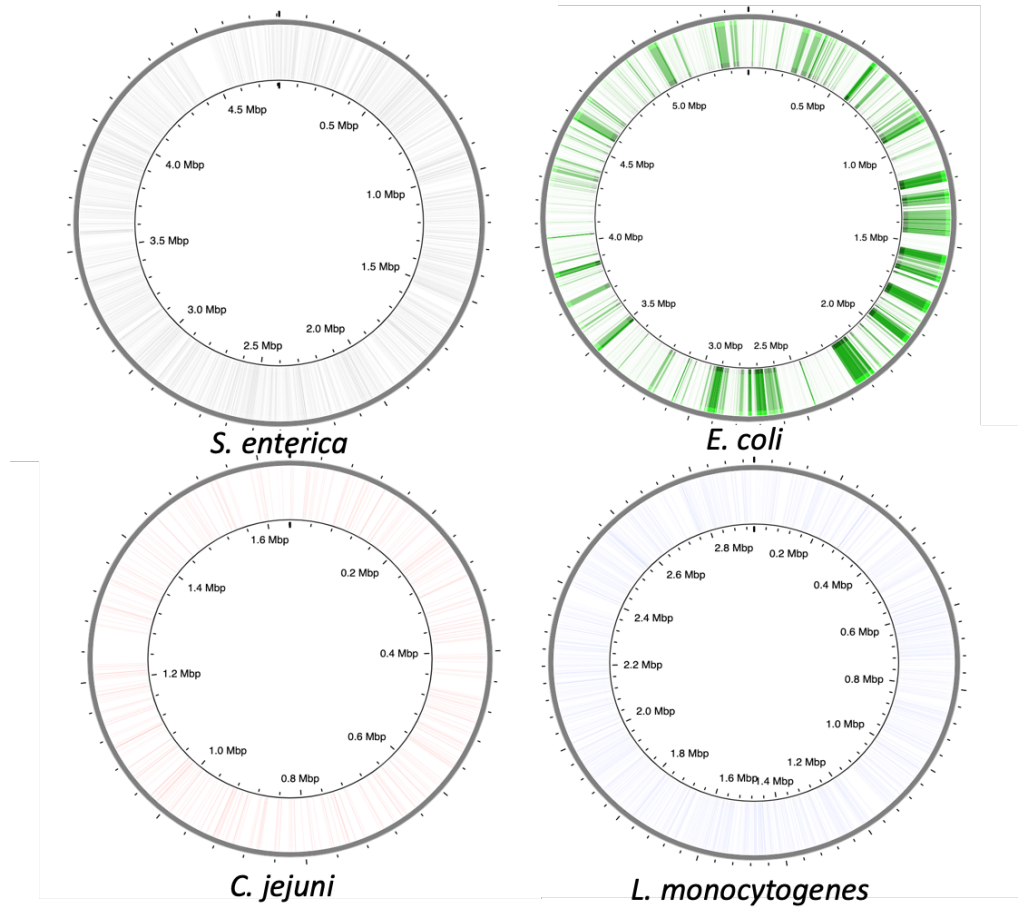 4.5 Mbp
0.5 Mbp
4.0 Mbp
1.0 Mbp
3.5 Mbp
1.5 Mbp
3.0 Mbp
2.0 Mbp
2.5 Mbp
S. enterica
5.0 Mbp
0.5 Mbp
4.5 Mbp
1.0 Mbp
4.0 Mbp
1.5 Mbp
3.5 Mbp
2.0 Mbp
3.0 Mbp
2.5 Mbp
E. coli
1.6 Mbp
0.2 Mbp
1.4 Mbp
0.4 Mbp
1.2 Mbp
0.6 Mbp
1.0 Mbp
0.8 Mbp
C. jejuni
2.8 Mbp
0.2 Mbp
2.6 Mbp
0.4 Mbp
2.4 Mbp
0.6 Mbp
2.2 Mbp
0.8 Mbp
2.0 Mbp
1.0 Mbp
1.8 Mbp
1.2 Mbp
1.6 Mbp
1.4 Mbp
L. monocytogenes